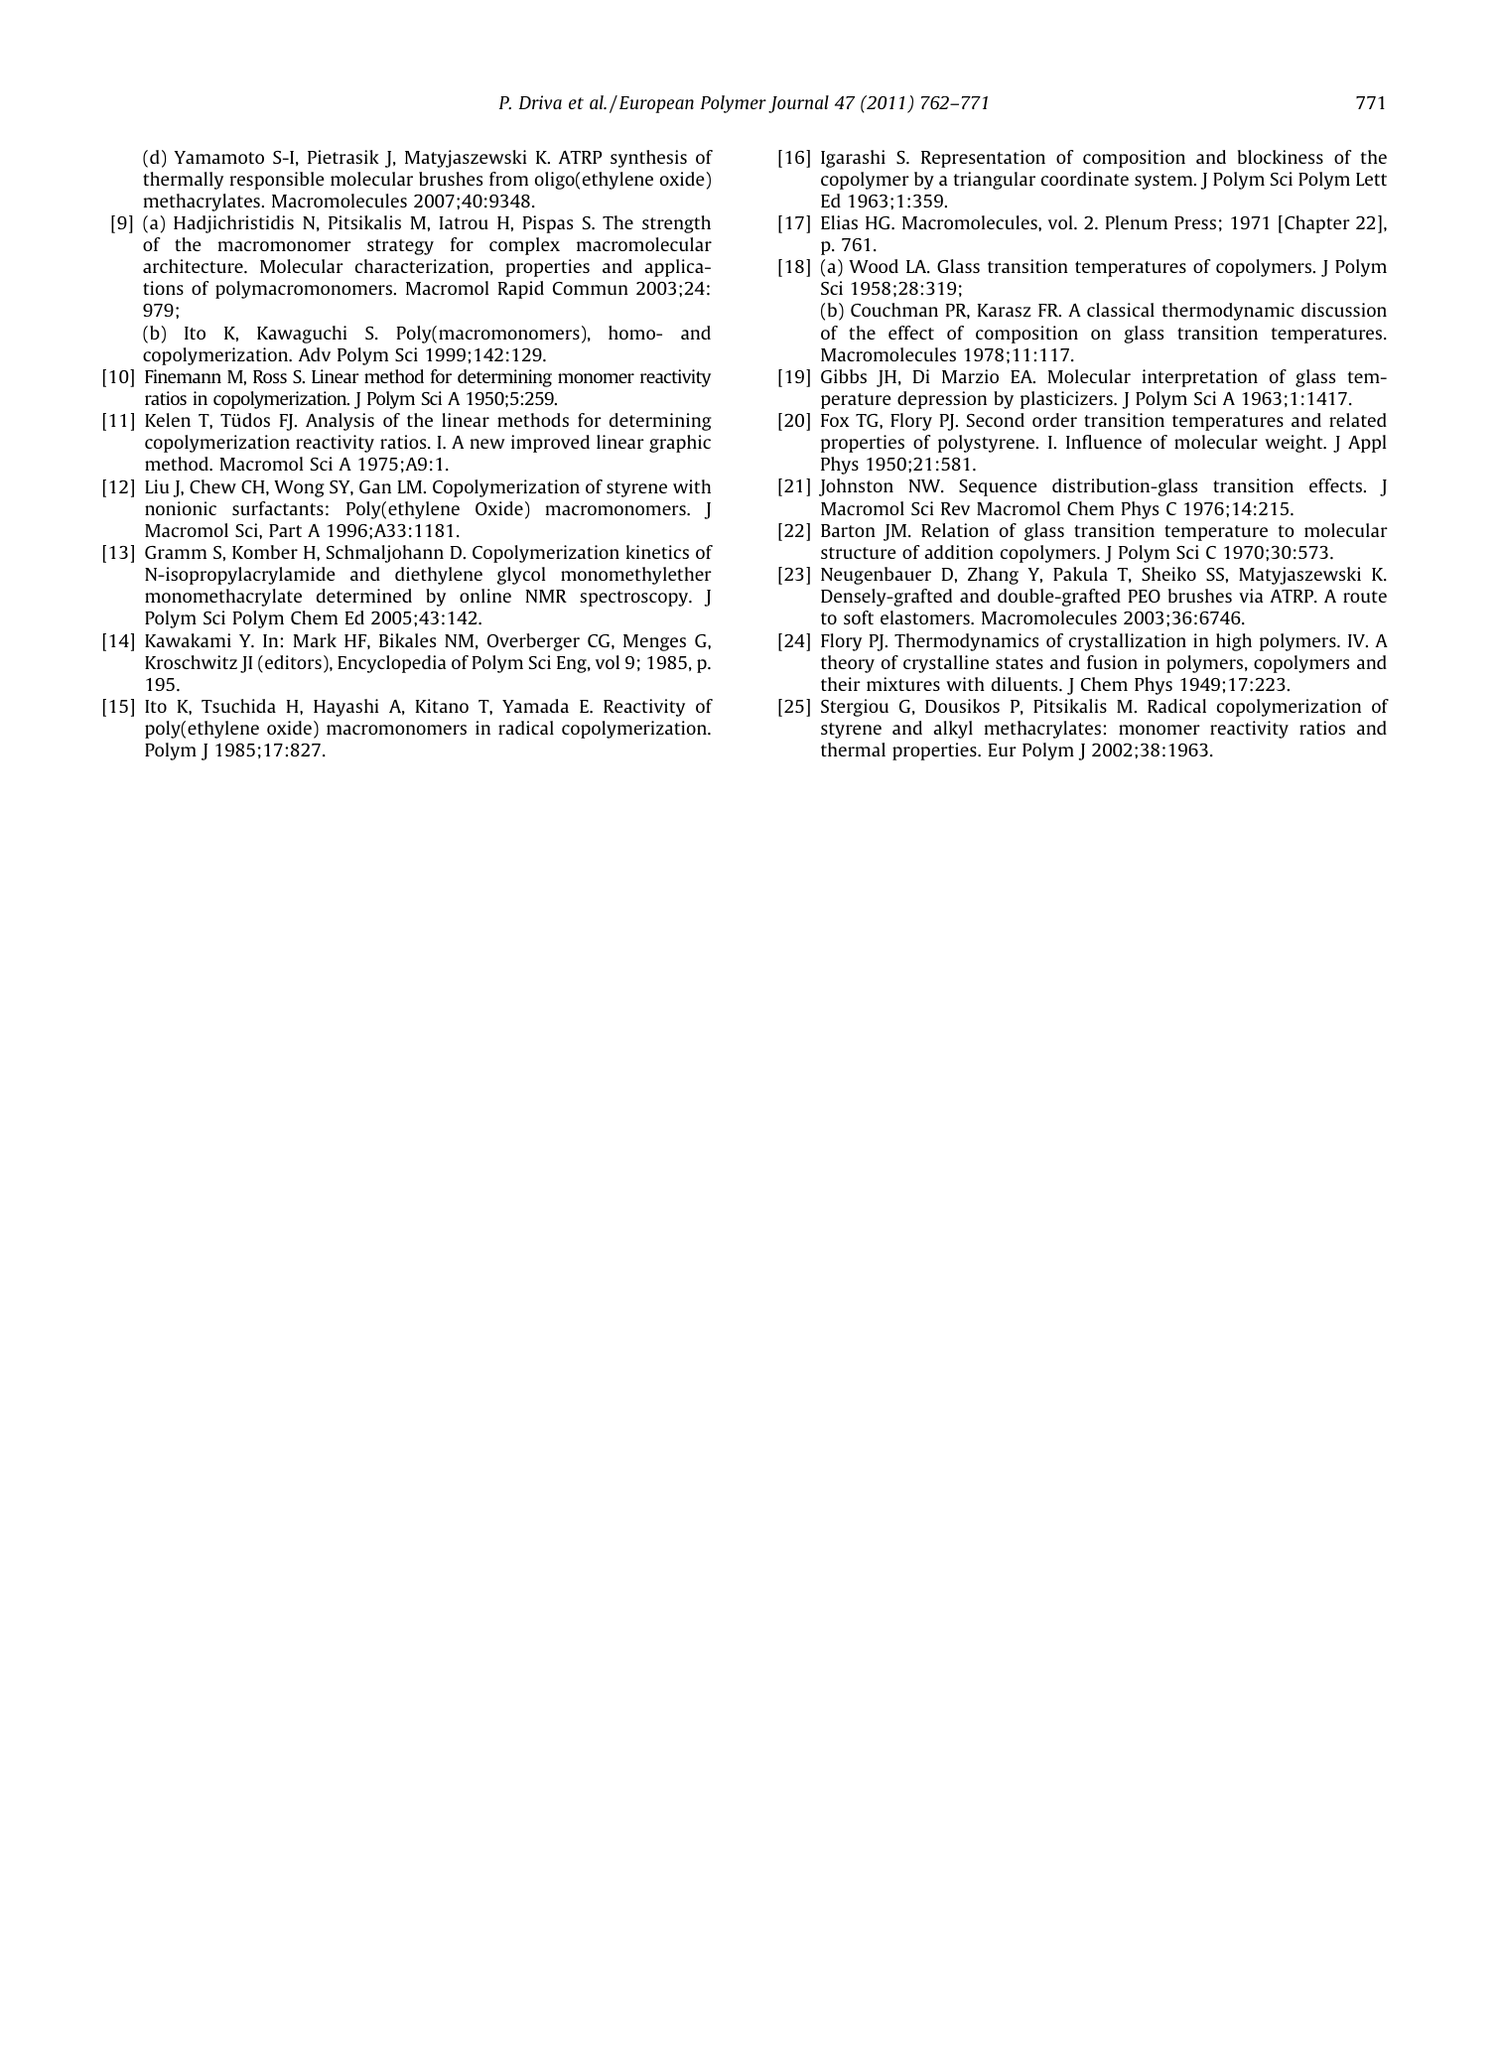 P. Driva et al. / European Polymer Journal 47 (2011) 762–771
771
(d) Yamamoto S-I, Pietrasik J, Matyjaszewski K. ATRP synthesis of
thermally responsible molecular brushes from oligo(ethylene oxide)
methacrylates. Macromolecules 2007;40:9348.
[9] (a) Hadjichristidis N, Pitsikalis M, Iatrou H, Pispas S. The strength
of the macromonomer strategy for complex macromolecular
architecture. Molecular characterization, properties and applica-
tions of polymacromonomers. Macromol Rapid Commun 2003;24:
979;
(b) Ito K, Kawaguchi S. Poly(macromonomers), homo- and
copolymerization. Adv Polym Sci 1999;142:129.
[10] Finemann M, Ross S. Linear method for determining monomer reactivity
ratios in copolymerization. J Polym Sci A 1950;5:259.
[11] Kelen T, Tüdos FJ. Analysis of the linear methods for determining
copolymerization reactivity ratios. I. A new improved linear graphic
method. Macromol Sci A 1975;A9:1.
[12] Liu J, Chew CH, Wong SY, Gan LM. Copolymerization of styrene with
nonionic surfactants: Poly(ethylene Oxide) macromonomers. J
Macromol Sci, Part A 1996;A33:1181.
[13] Gramm S, Komber H, Schmaljohann D. Copolymerization kinetics of
N-isopropylacrylamide and diethylene glycol monomethylether
monomethacrylate determined by online NMR spectroscopy. J
Polym Sci Polym Chem Ed 2005;43:142.
[14] Kawakami Y. In: Mark HF, Bikales NM, Overberger CG, Menges G,
Kroschwitz JI (editors), Encyclopedia of Polym Sci Eng, vol 9; 1985, p.
195.
[15] Ito K, Tsuchida H, Hayashi A, Kitano T, Yamada E. Reactivity of
poly(ethylene oxide) macromonomers in radical copolymerization.
Polym J 1985;17:827.
[16] Igarashi S. Representation of composition and blockiness of the
copolymer by a triangular coordinate system. J Polym Sci Polym Lett
Ed 1963;1:359.
[17] Elias HG. Macromolecules, vol. 2. Plenum Press; 1971 [Chapter 22],
p. 761.
[18] (a) Wood LA. Glass transition temperatures of copolymers. J Polym
Sci 1958;28:319;
(b) Couchman PR, Karasz FR. A classical thermodynamic discussion
of the effect of composition on glass transition temperatures.
Macromolecules 1978;11:117.
[19] Gibbs JH, Di Marzio EA. Molecular interpretation of glass tem-
perature depression by plasticizers. J Polym Sci A 1963;1:1417.
[20] Fox TG, Flory PJ. Second order transition temperatures and related
properties of polystyrene. I. Influence of molecular weight. J Appl
Phys 1950;21:581.
[21] Johnston NW. Sequence distribution-glass transition effects. J
Macromol Sci Rev Macromol Chem Phys C 1976;14:215.
[22] Barton JM. Relation of glass transition temperature to molecular
structure of addition copolymers. J Polym Sci C 1970;30:573.
[23] Neugenbauer D, Zhang Y, Pakula T, Sheiko SS, Matyjaszewski K.
Densely-grafted and double-grafted PEO brushes via ATRP. A route
to soft elastomers. Macromolecules 2003;36:6746.
[24] Flory PJ. Thermodynamics of crystallization in high polymers. IV. A
theory of crystalline states and fusion in polymers, copolymers and
their mixtures with diluents. J Chem Phys 1949;17:223.
[25] Stergiou G, Dousikos P, Pitsikalis M. Radical copolymerization of
styrene and alkyl methacrylates: monomer reactivity ratios and
thermal properties. Eur Polym J 2002;38:1963.